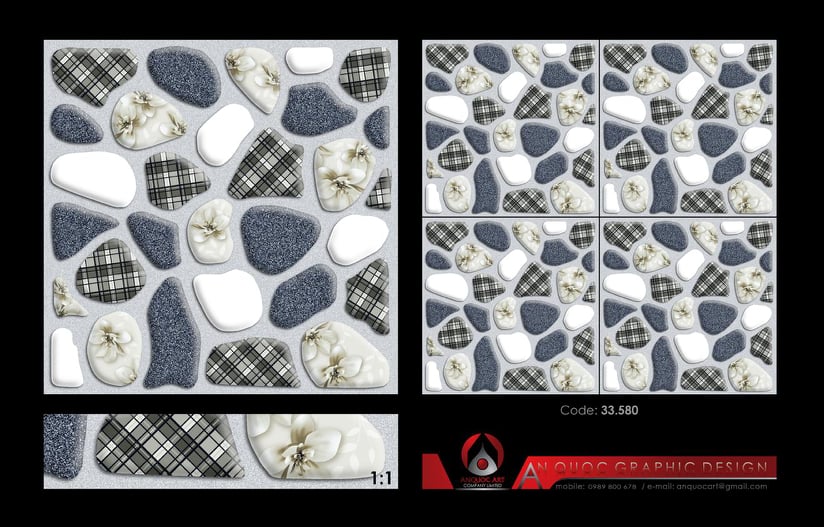 Code: 33.580
1:1
ANQUOC ART
COMPANY LIMITED
AN QUOC GRAPHIC DESIGN
mobile: 0989 800 678 / e-mail: anquocart@gmail.com